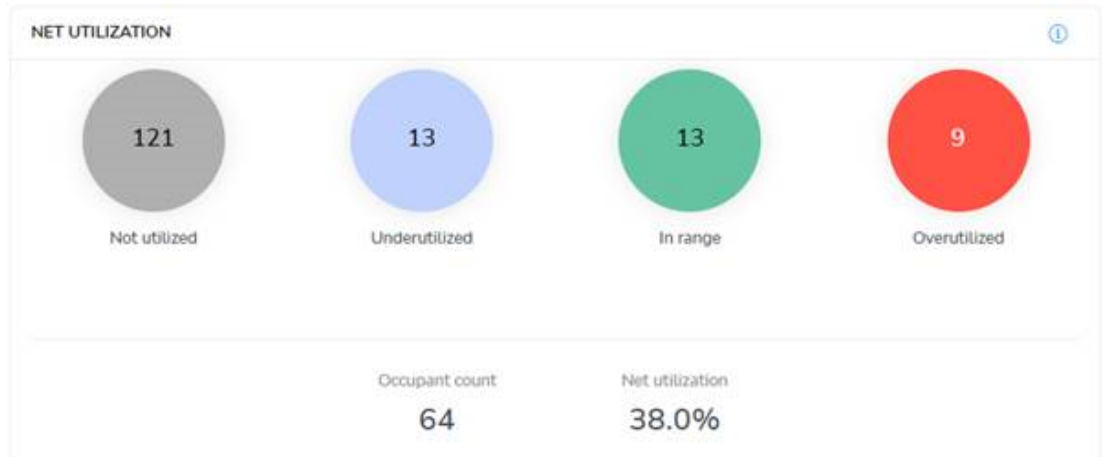 NET UTILIZATION
121
13
13
9
Not utilized
Underutilized
In range
Overutilized
Occupant count
Net utilization
64
38.0%